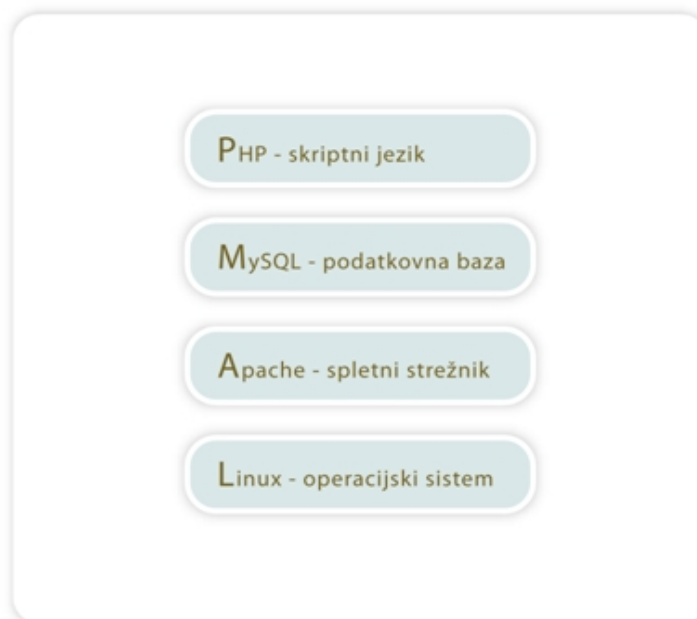 PHP - skriptni jezik
MySQL - podatkovna baza
Apache - spletni strežnik
Linux - operacijski sistem